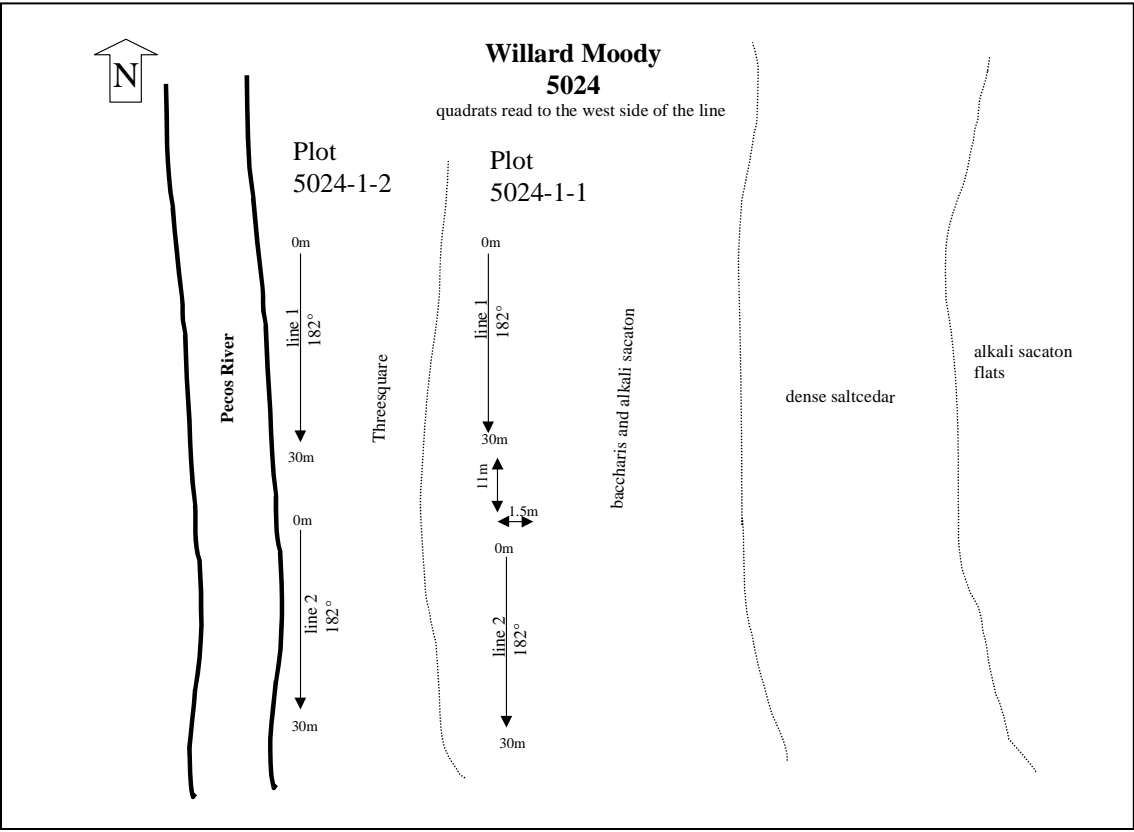 N
Willard Moody
5024
quadrats read to the west side of the line
Plot
5024-1-2
Plot
5024-1-1
0m
line 1
182°
30m
0m
line 2
182°
30m
0m
line 1
182°
30m
11m
1.5m
0m
line 2
182°
30m
Pecos River
Threesquare
baccharis and alkali sacaton
dense saltcedar
alkali sacaton
flats